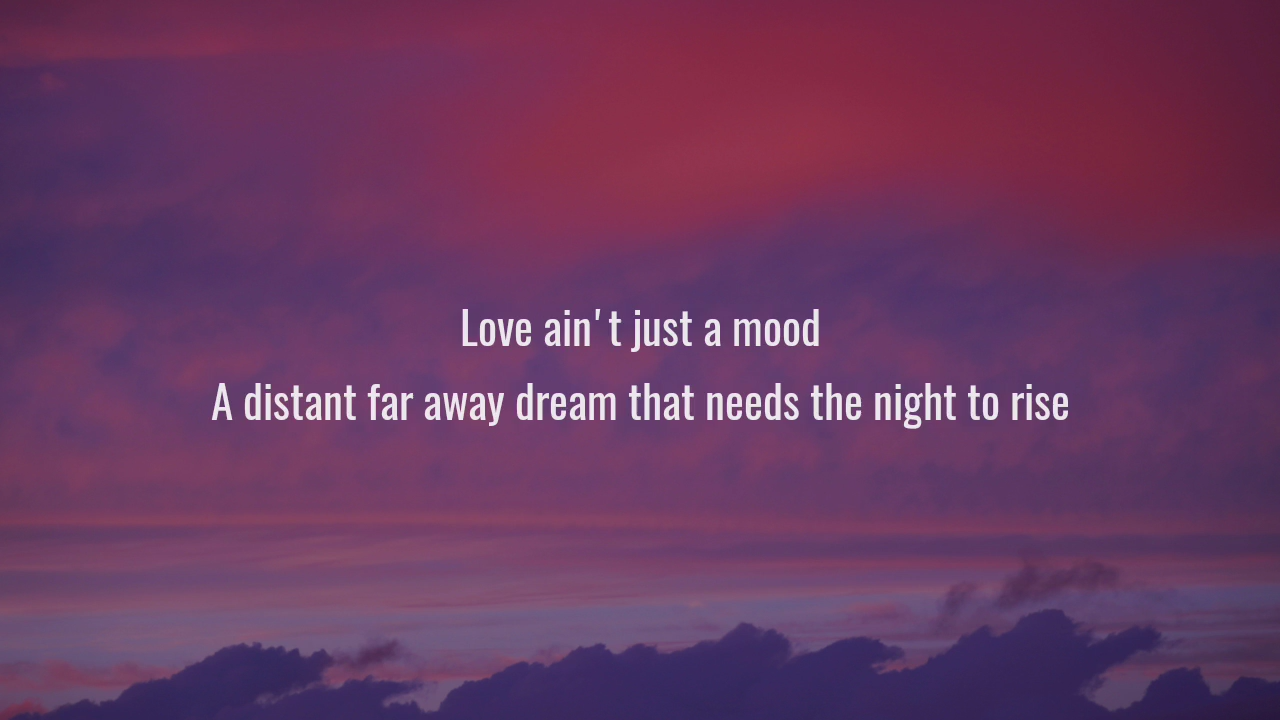 Love ain't just a mood
A distant far away dream that needs the night to rise